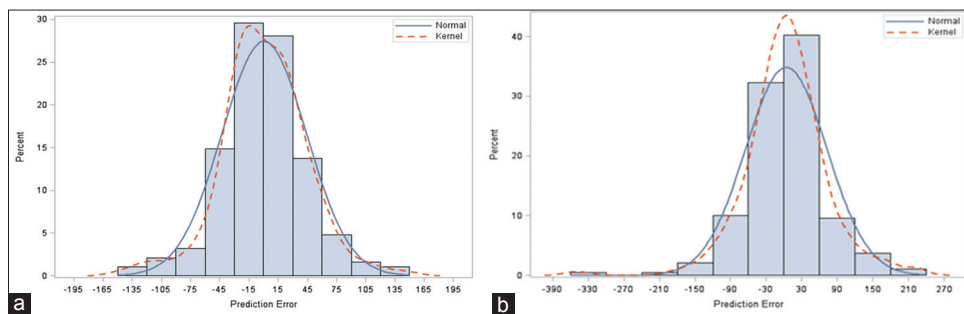 30
25
20
15
10
5
0
Percent
Normal
Kernel
-195 -165 -135 -105 -75 -45 -15 15 45 75 105 135 165 195
Prediction Error
a
40
30
20
10
0
Percent
Normal
Kernel
-390 -330 -270 -210 -150 -90 -30 30 90 150 210 270
Prediction Error
b